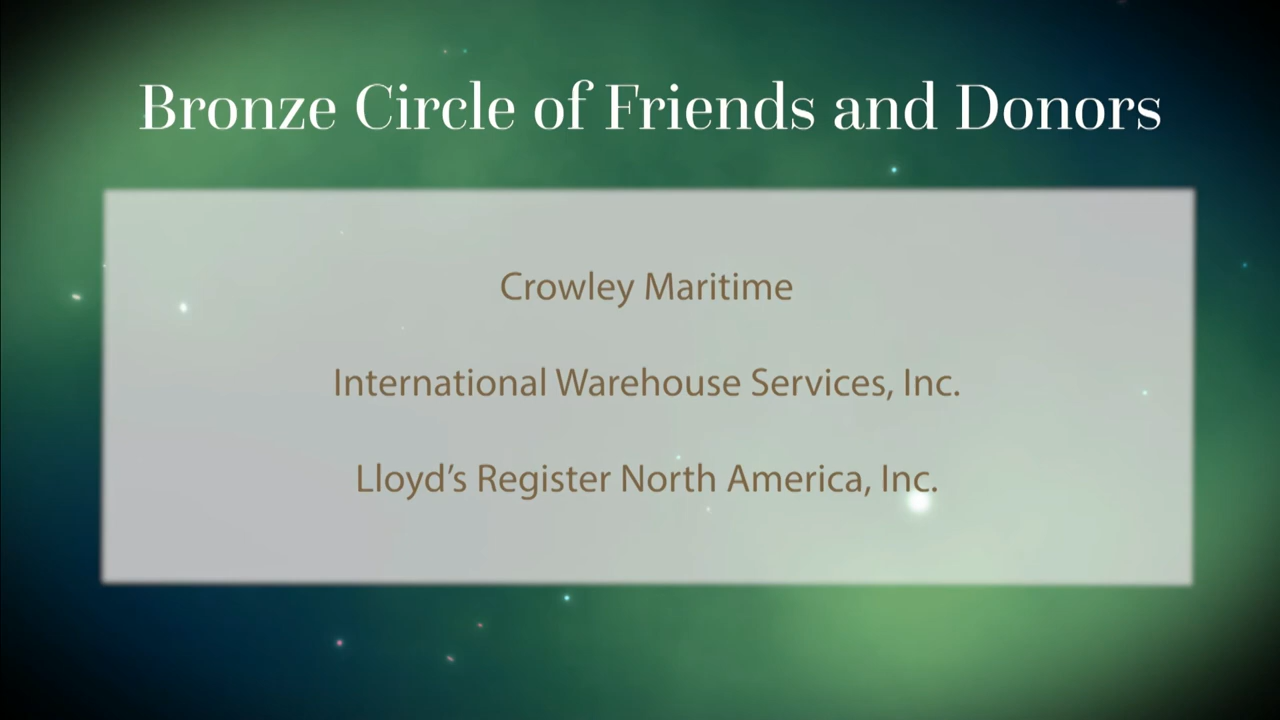 Bronze Circle of Friends and Donors
Crowley Maritime
International Warehouse Services, Inc.
Lloyd’s Register North America, Inc.